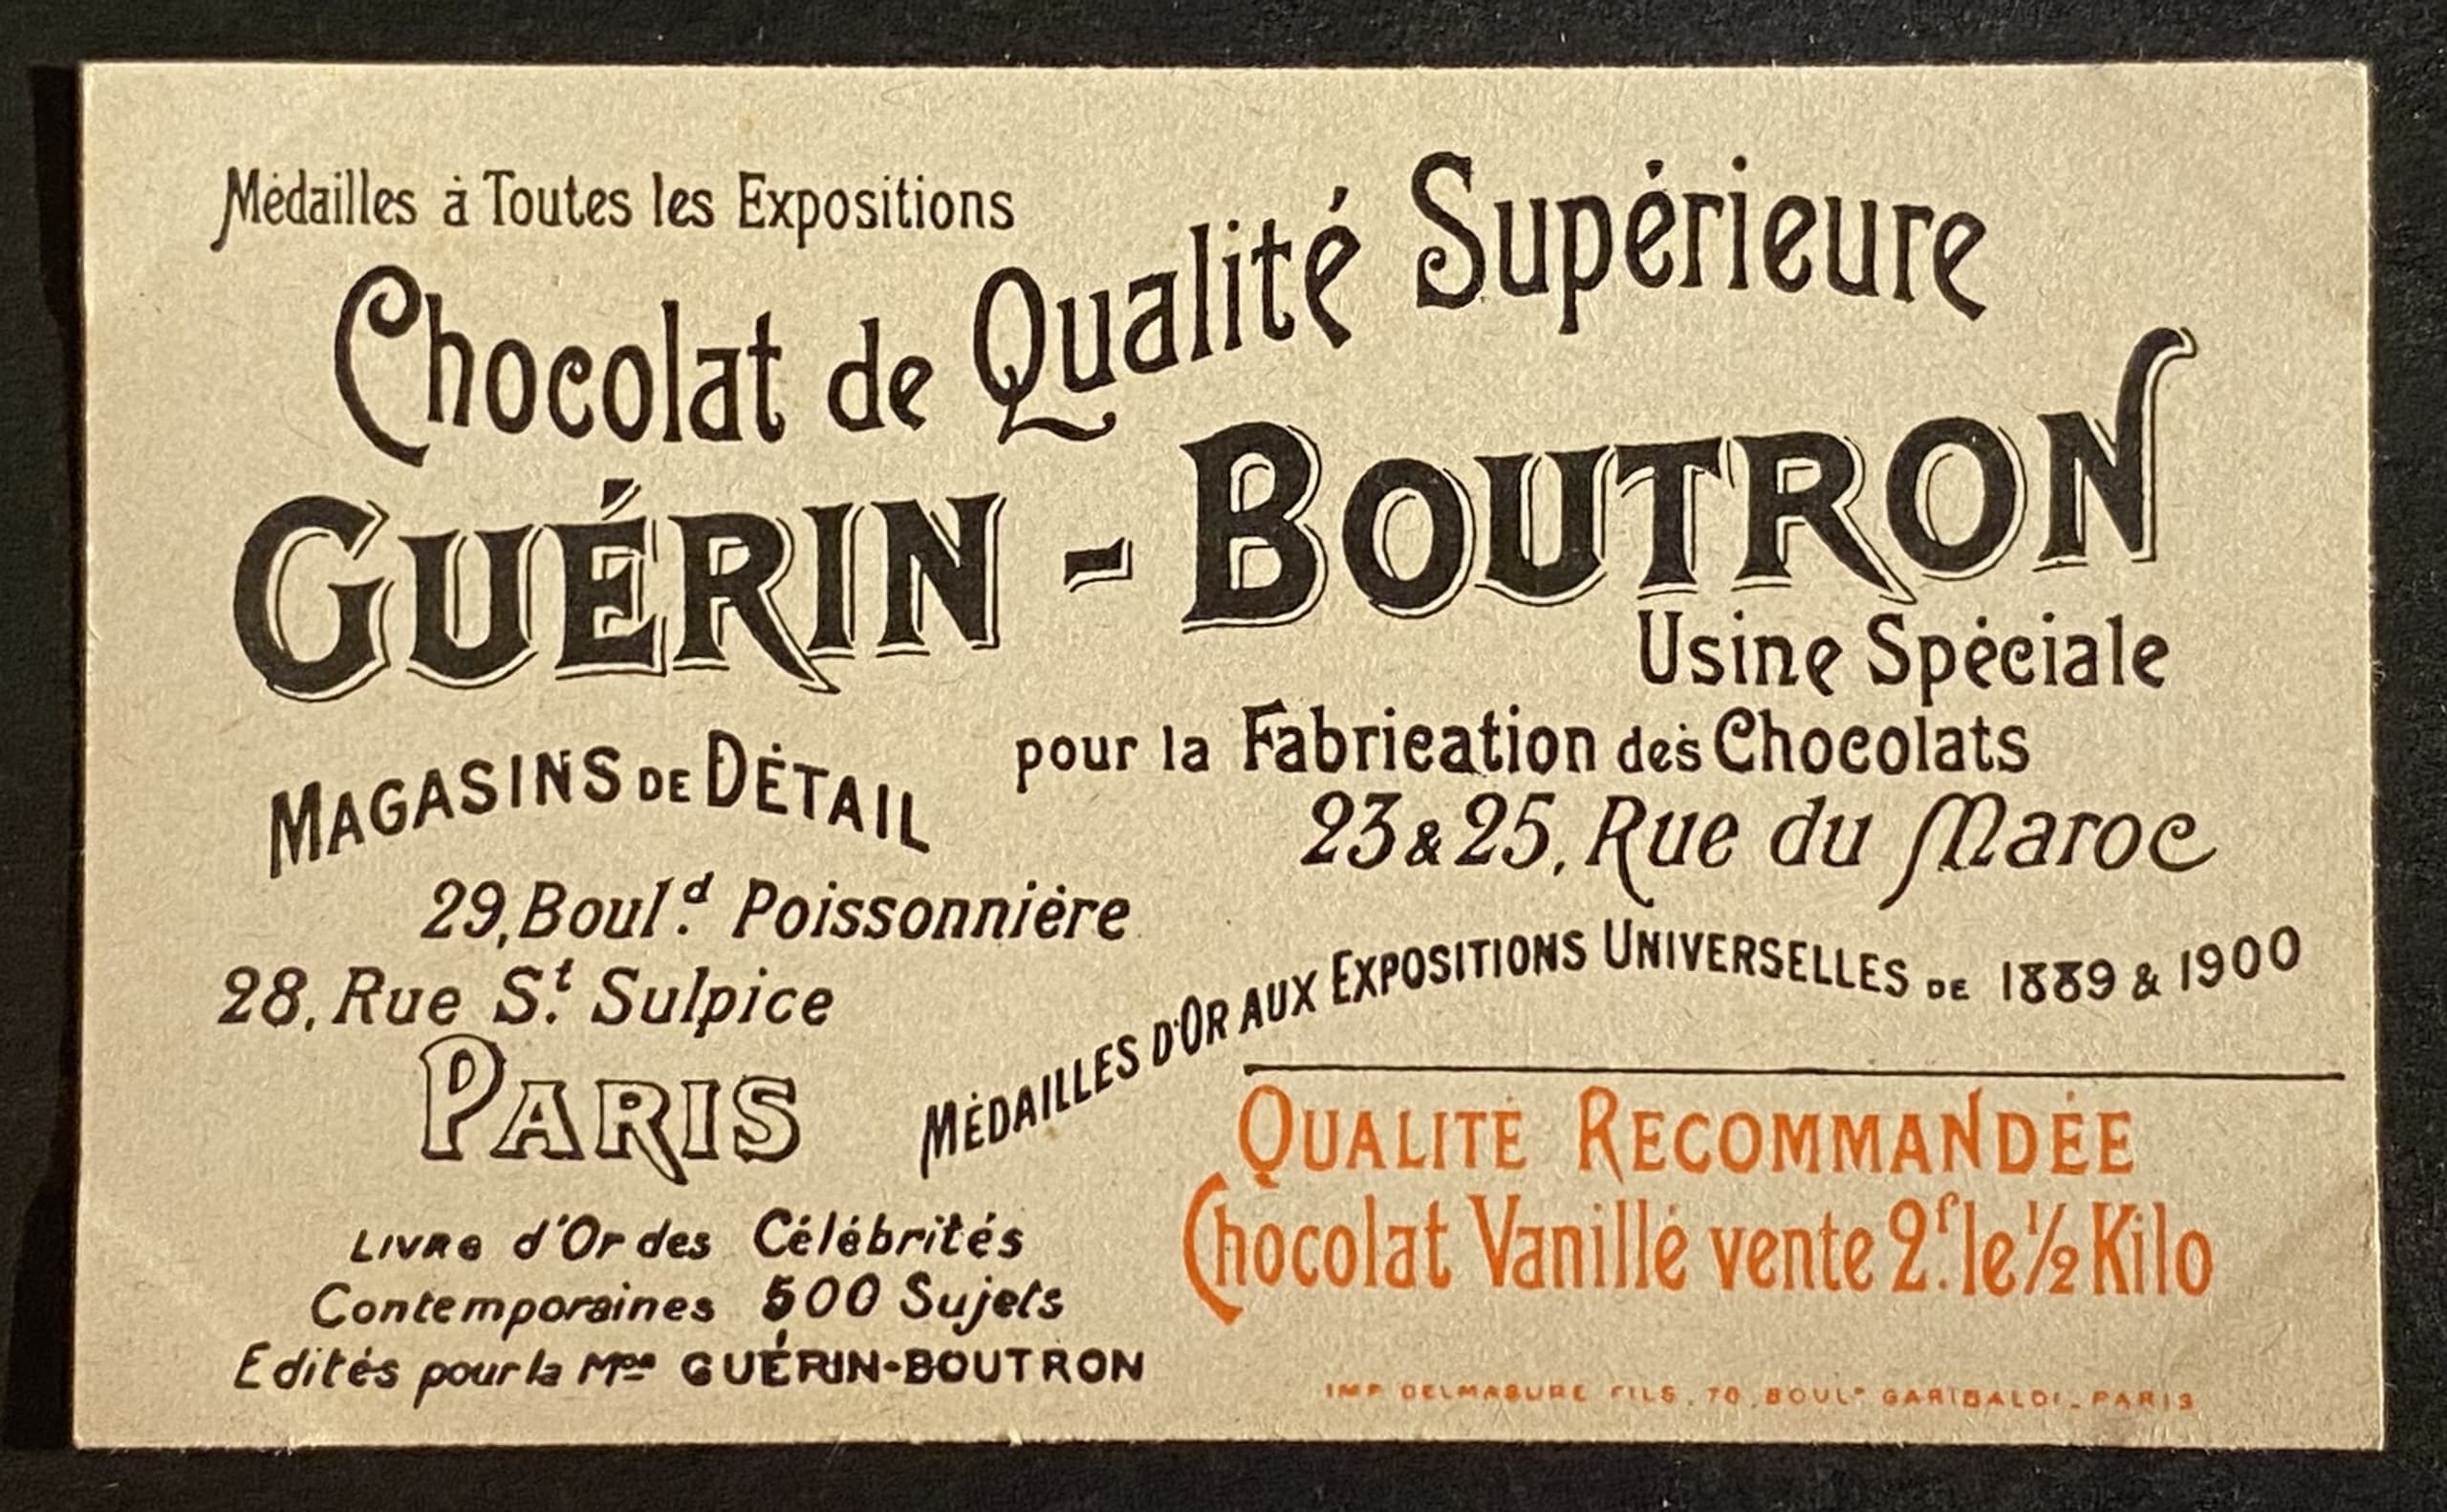 Médailles à Toutes les Expositions
Chocolat de Qualité Supérieure
GUÉRIN - BOUTRON
Usine Spéciale
pour la Fabrication des Chocolats
23 & 25, Rue du Maroc
MAGASINS DE DÉTAIL
29, Boul.d Poissonnière
28, Rue S.t Sulpice
PARIS
MÉDAILLES D'OR AUX EXPOSITIONS UNIVERSELLES DE 1889 & 1900
Livre d'Or des Célébrités
Contemporaines 500 Sujets
Edités pour la Mon GUÉRIN-BOUTRON
QUALITÉ RECOMMANDÉE
Chocolat Vanillé vente 2.f le 1/2 Kilo
IMP DELMASURE FILS. 70, BOUL.D GARIBALDI - PARIS